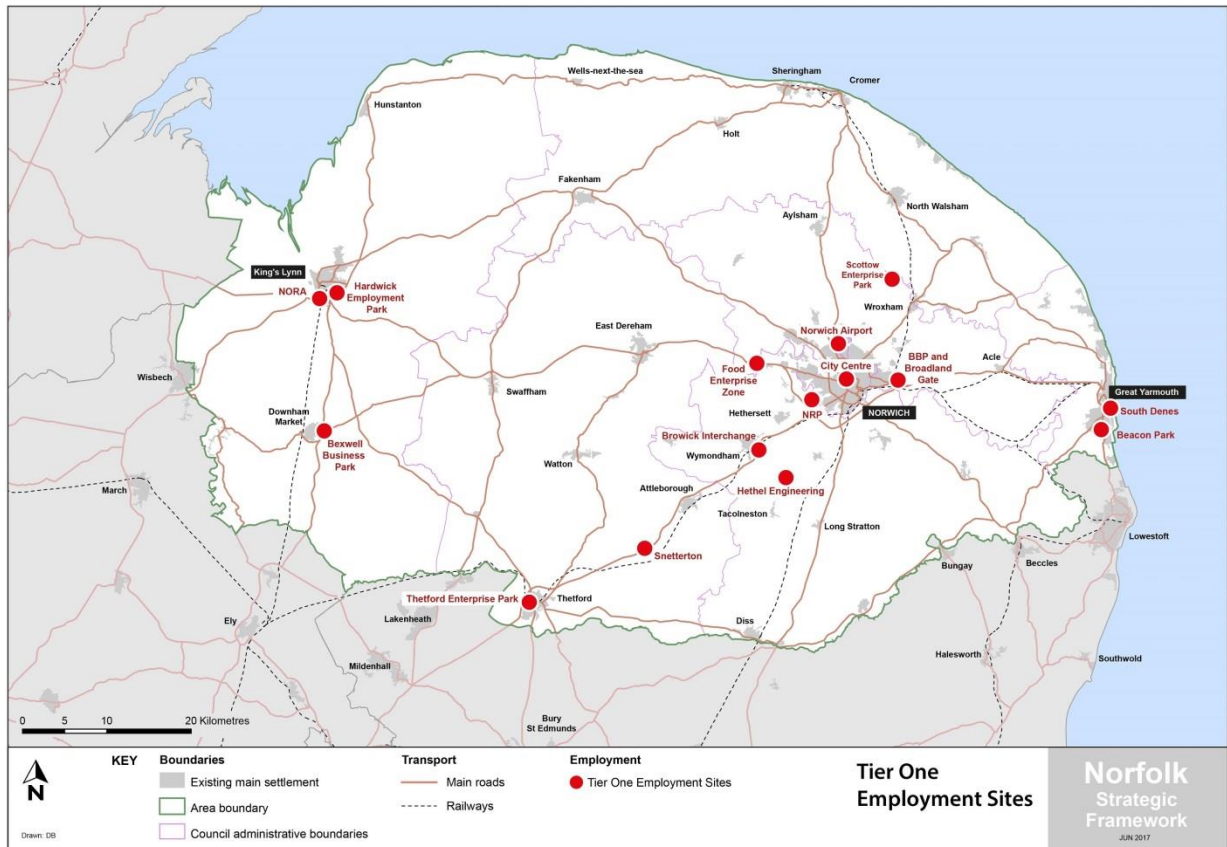 Wells-next-the-sea
Sheringham
Cromer
Hunstanton
Holt
Fakenham
North Walsham
Aylsham
King's Lynn
NORA
Hardwick
Employment
Park
Scottow
Enterprise
Park
Wroxham
East Dereham
Norwich Airport
City Centre
BBP and
Broadland
Gate
Acle
Wisbech
Swaffham
Food
Enterprise
Zone
Great Yarmouth
South Denes
Hethersett
NRP
NORWICH
Downham
Market
Beacon Park
Bexwell
Business
Park
Browick Interchange
Wymondham
Watton
March
Attleborough
Hethel Engineering
Tacolneston
Long Stratton
Lowestoft
Snetterton
Bungay
Beccles
Thetford Enterprise Park
Thetford
Lakenheath
Ely
Diss
Halesworth
Southwold
Mildenhall
Bury
St Edmunds
0 5 10 20 Kilometres
N
Drawn: DB
KEY
Boundaries
Existing main settlement
Area boundary
Council administrative boundaries
Transport
Main roads
Railways
Employment
Tier One Employment Sites
Tier One
Employment Sites
Norfolk
Strategic
Framework
JUN 2017